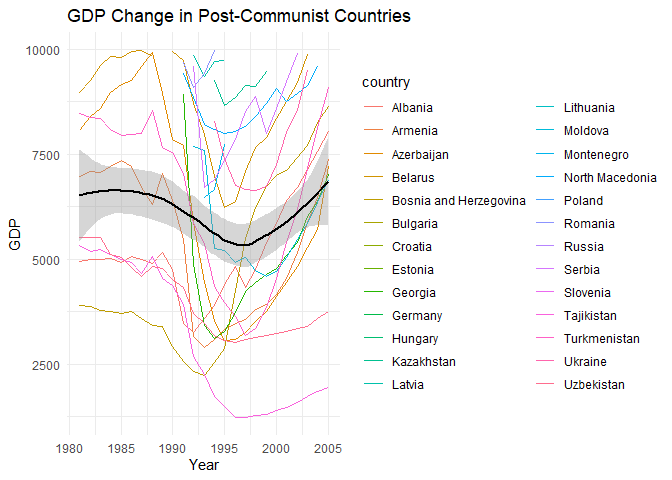 GDP Change in Post-Communist Countries
10000
7500
5000
2500
GDP
1980
1985
1990
1995
2000
2005
Year
country
Albania
Armenia
Azerbaijan
Belarus
Bosnia and Herzegovina
Bulgaria
Croatia
Estonia
Georgia
Germany
Hungary
Kazakhstan
Latvia
Lithuania
Moldova
Montenegro
North Macedonia
Poland
Romania
Russia
Serbia
Slovenia
Tajikistan
Turkmenistan
Ukraine
Uzbekistan